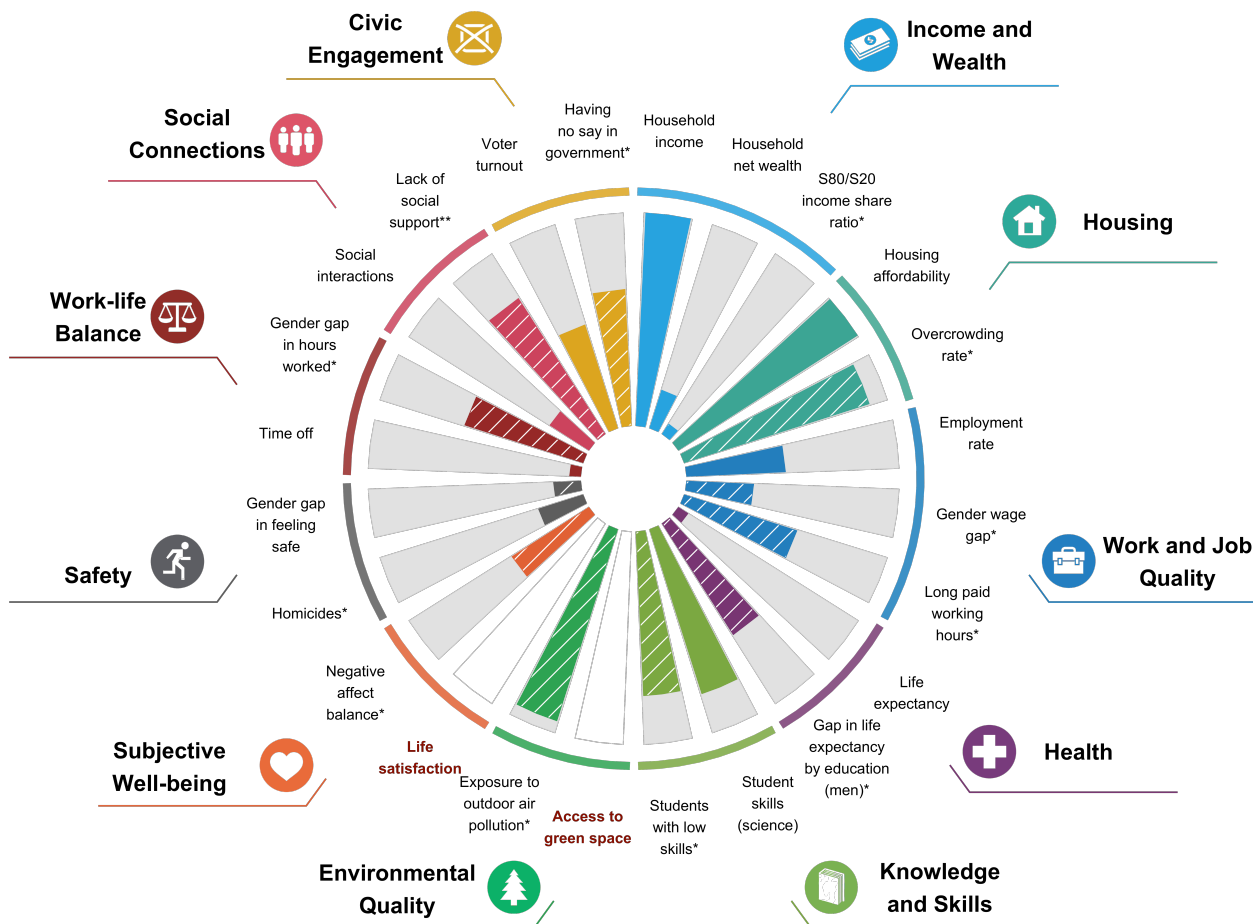 Civic
Engagement
Income and
Wealth
Social
Connections
Having
no say in
government*
Household
income
Voter
turnout
Household
net wealth
Lack of
social
support**
S80/S20
income share
ratio*
Housing
Social
interactions
Housing
affordability
Work-life
Balance
Gender gap
in hours
worked*
Overcrowding
rate*
Time off
Employment
rate
Gender gap
in feeling
safe
Gender wage
gap*
Safety
Work and Job
Quality
Homicides*
Long paid
working
hours*
Negative
affect
balance*
Life
expectancy
Subjective
Well-being
Life
satisfaction
Gap in life
expectancy
by education
(men)*
Health
Exposure to
outdoor air
pollution*
Access to
green space
Students
with low
skills*
Student
skills
(science)
Environmental
Quality
Knowledge
and Skills